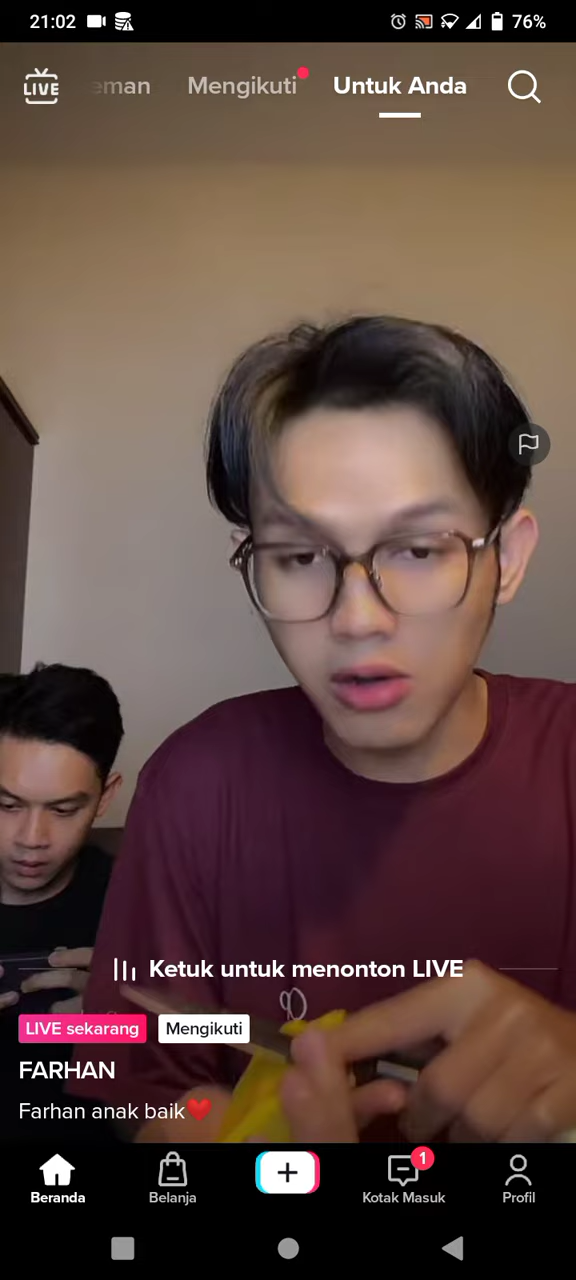 21:02 76%
LIVE eman Mengikuti Untuk Anda
Ketuk untuk menonton LIVE
LIVE sekarang Mengikuti
FARHAN
Farhan anak baik❤️
1
Beranda Belanja Kotak Masuk Profil